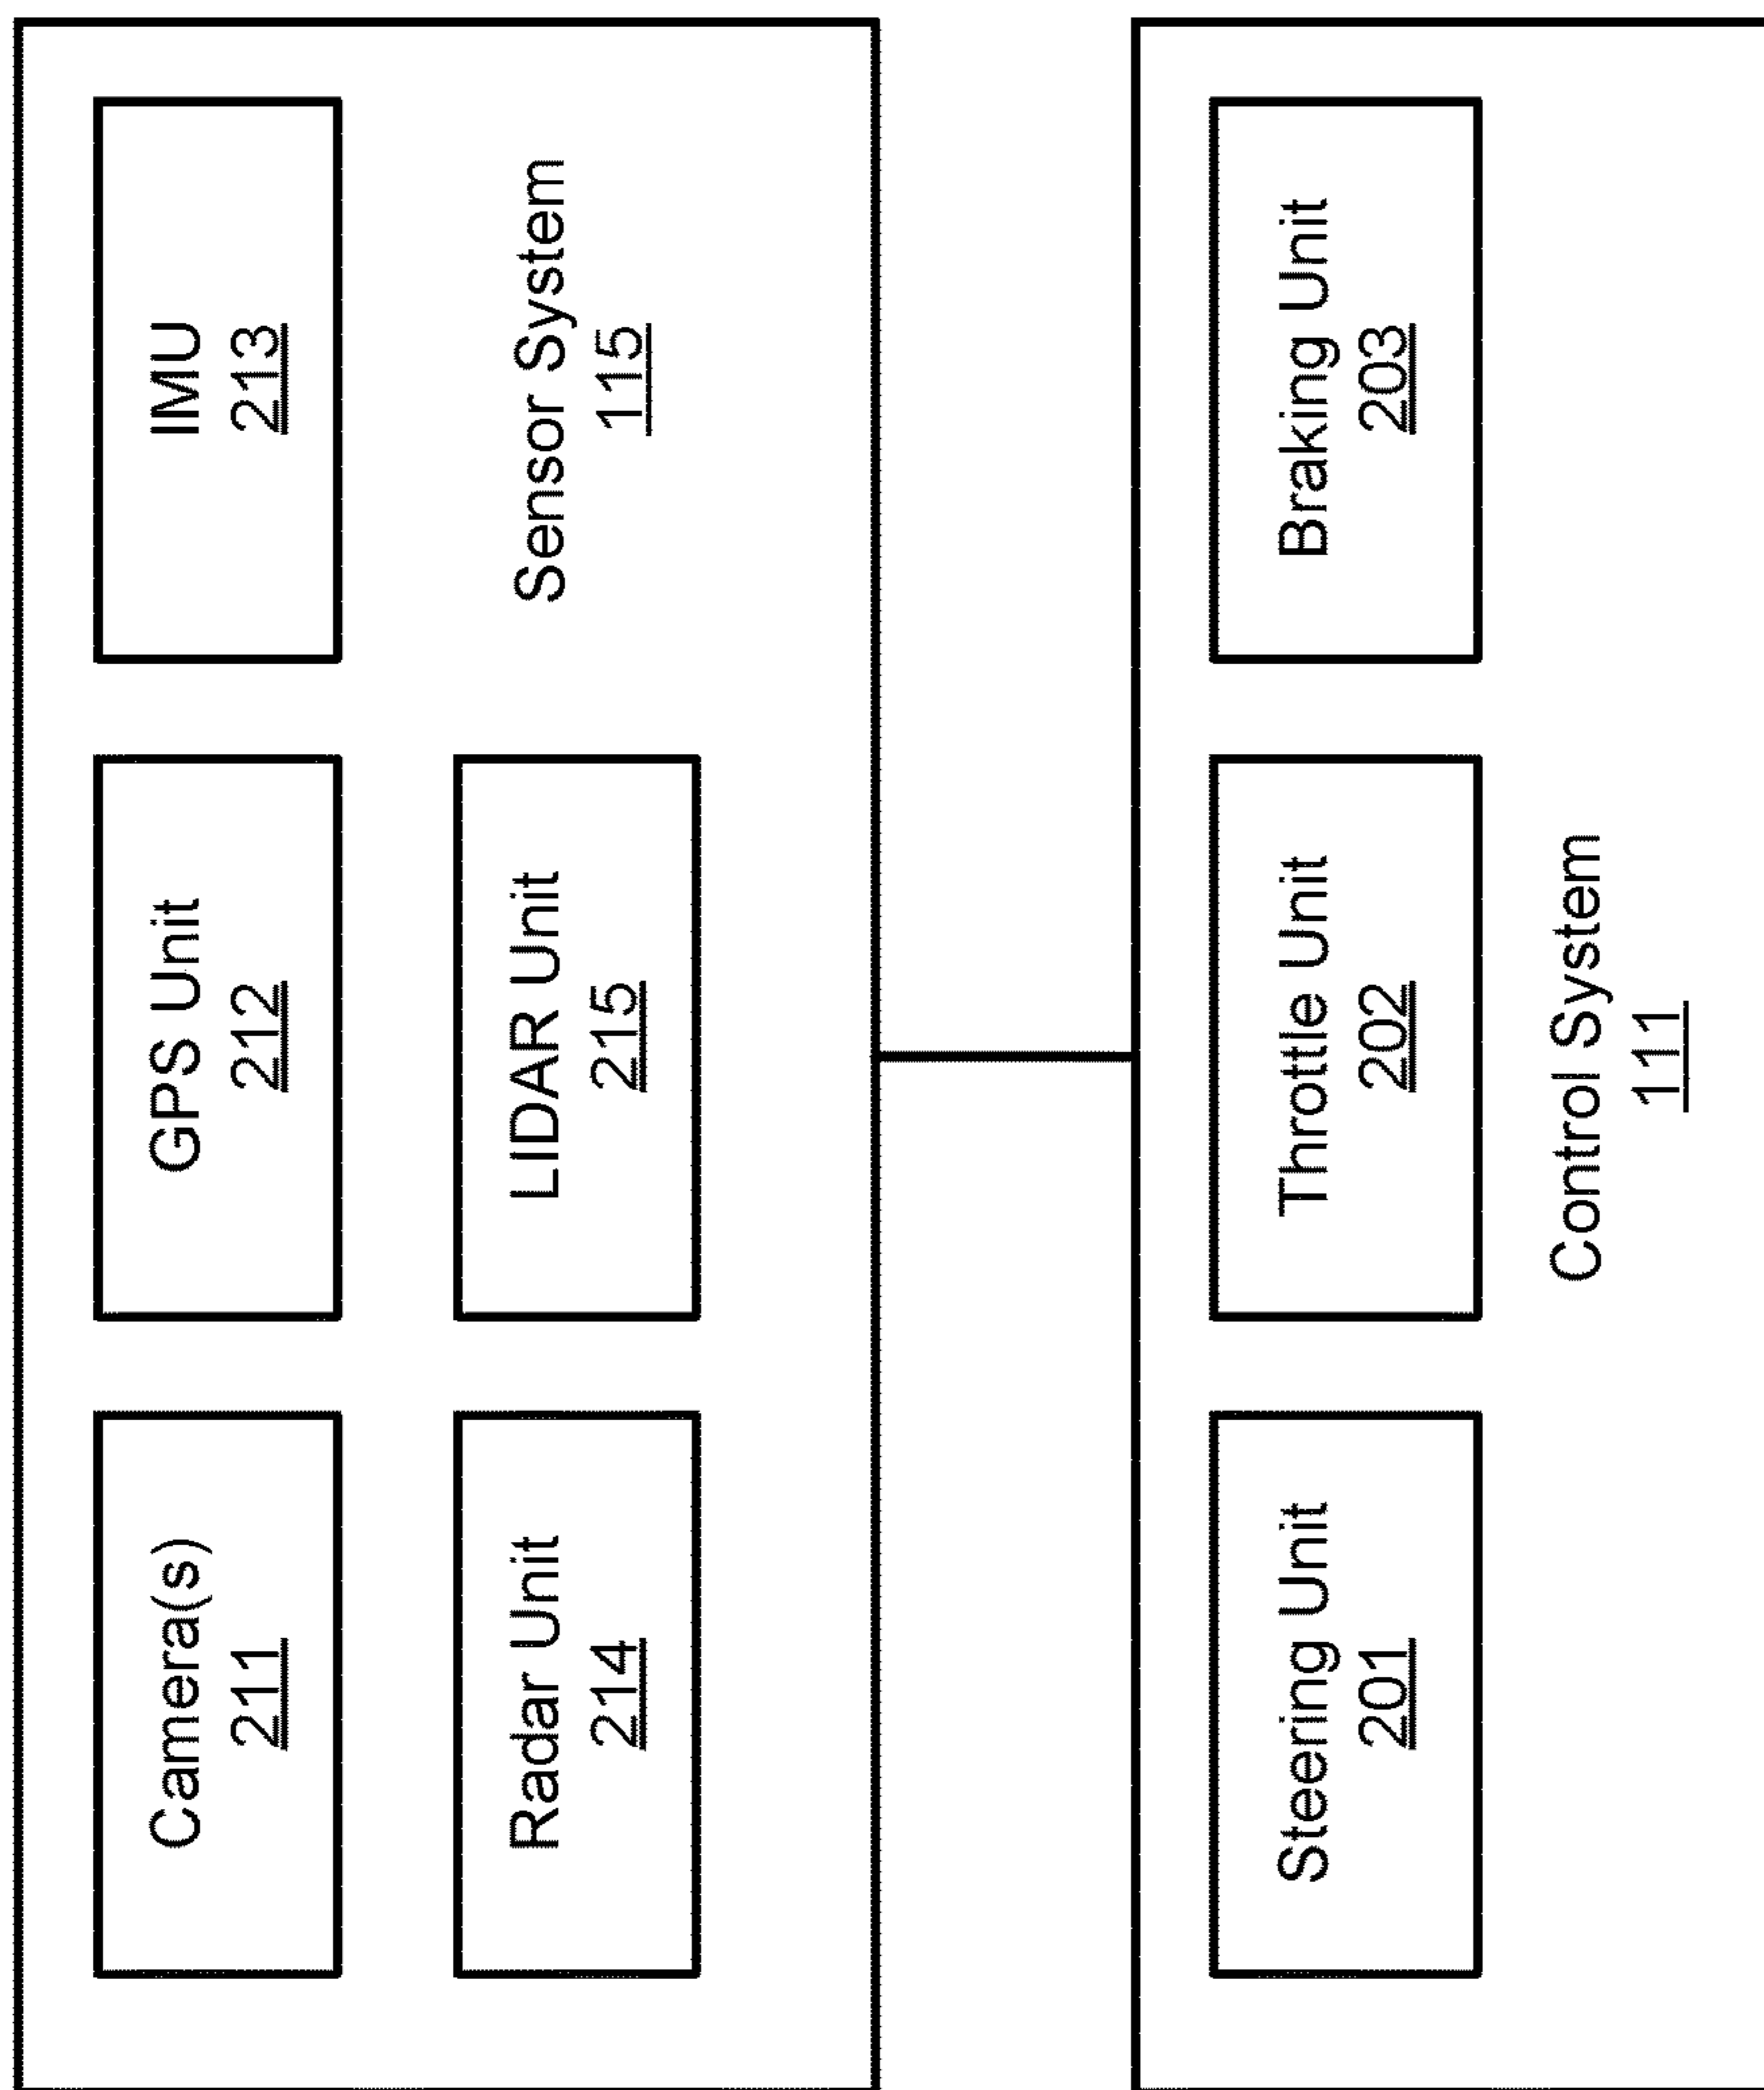 Camera(s)
211
GPS Unit
212
IMU
213
Radar Unit
214
LIDAR Unit
215
Sensor System
115
Steering Unit
201
Throttle Unit
202
Braking Unit
203
Control System
111